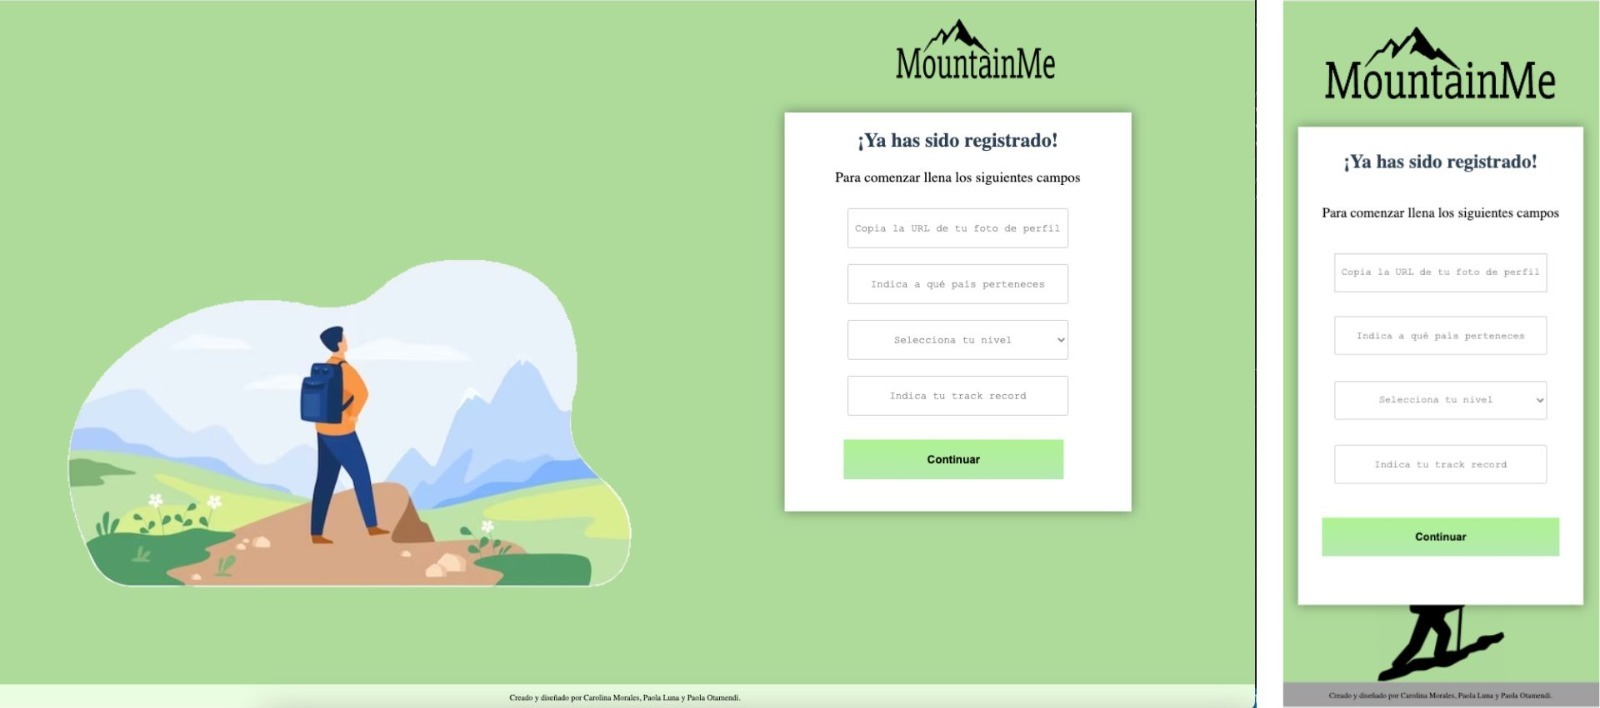 MountainMe
¡Ya has sido registrado!
Para comenzar llena los siguientes campos
Copia la URL de tu foto de perfil
Indica a qué país perteneces
Selecciona tu nivel
Indica tu track record
Continuar
Creado y diseñado por Carolina Morales, Paola Luna y Paola Otamendi.
MountainMe
¡Ya has sido registrado!
Para comenzar llena los siguientes campos
Copia la URL de tu foto de perfil
Indica a qué país perteneces
Selecciona tu nivel
Indica tu track record
Continuar
Creado y diseñado por Carolina Morales, Paola Luna y Paola Otamendi.